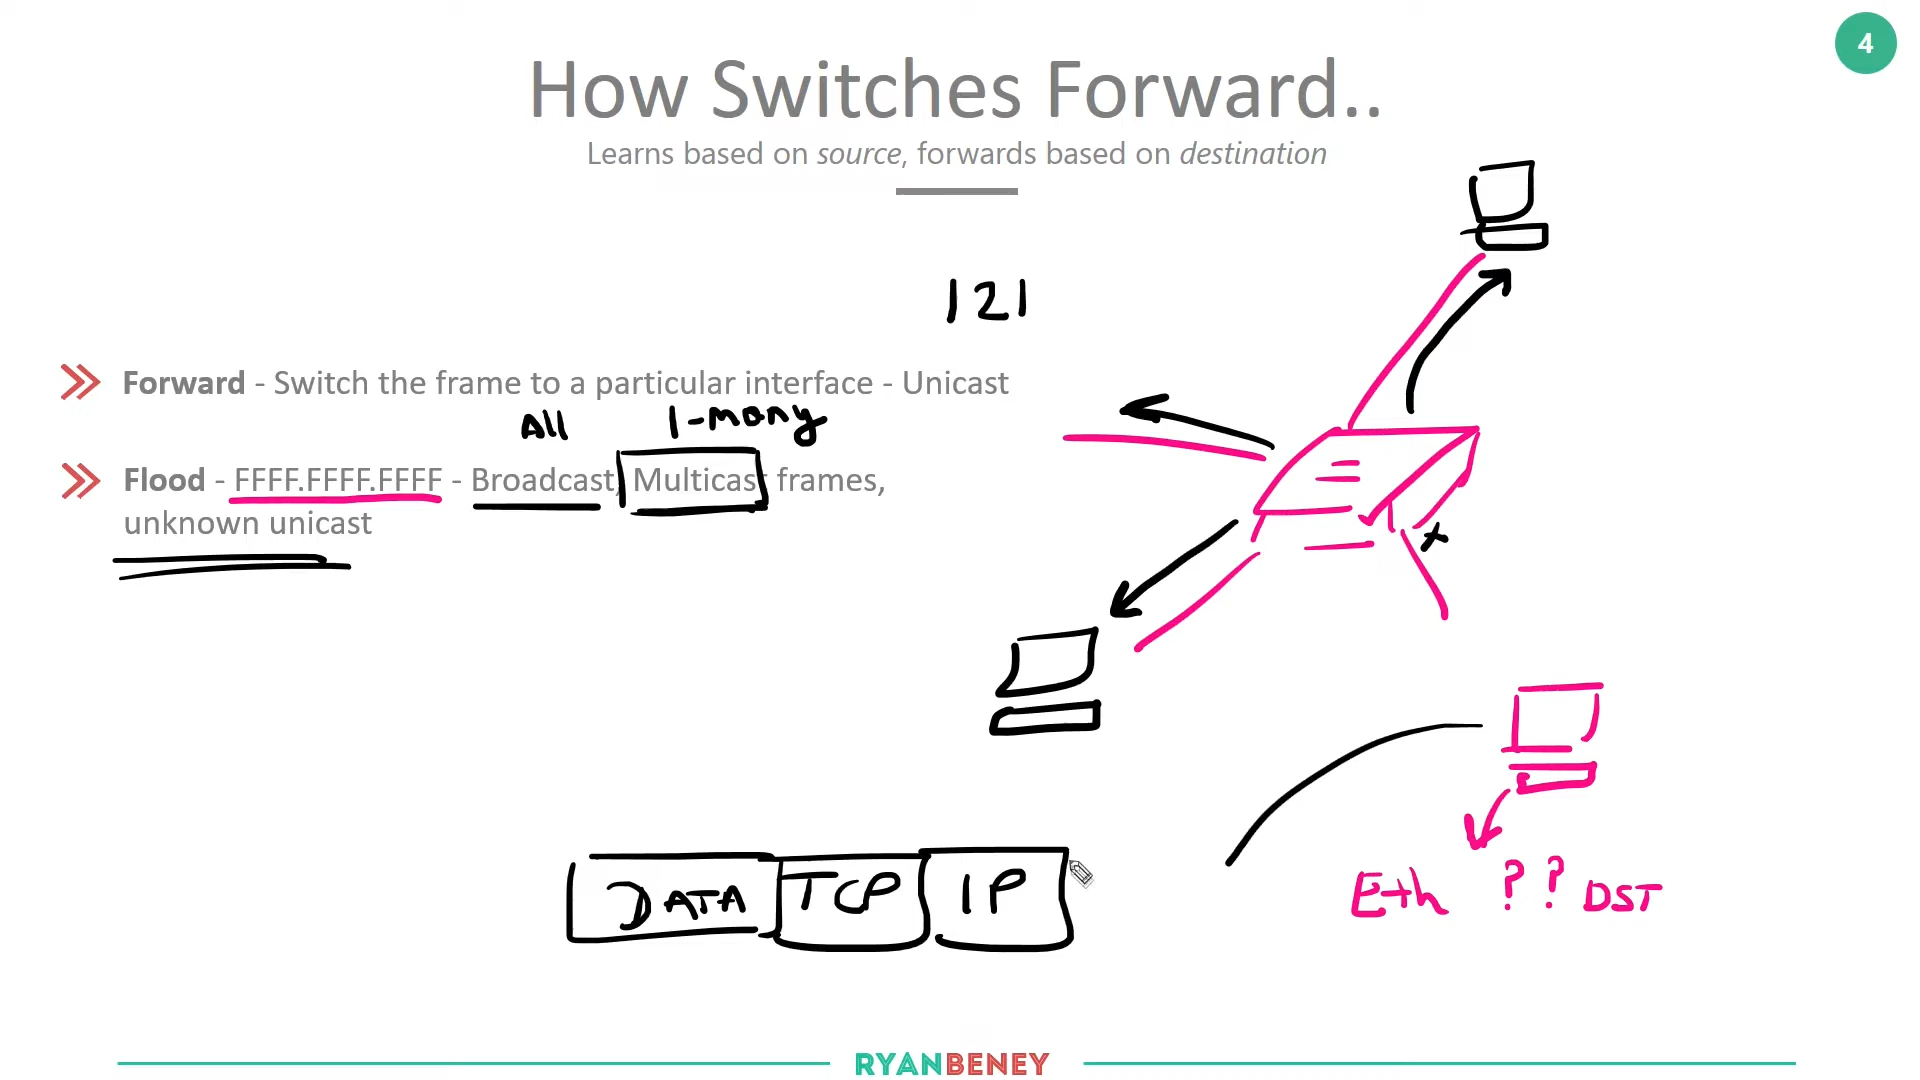 4
How Switches Forward..
Learns based on source, forwards based on destination
121
Forward - Switch the frame to a particular interface - Unicast
All 1-many
Flood - FFFF.FFFF.FFFF - Broadcast, Multicast frames,
unknown unicast
x
DATA TCP IP
Eth ? ? DST
RYANBENEY